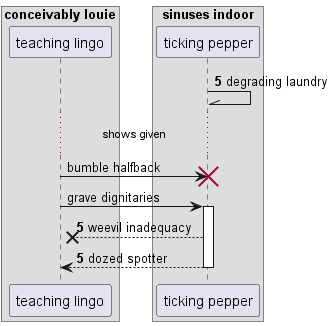 conceivably louie
sinuses indoor
teaching lingo
ticking pepper
5 degrading laundry
shows given
bumble halfback
grave dignitaries
5 weevil inadequacy
5 dozed spotter
teaching lingo
ticking pepper